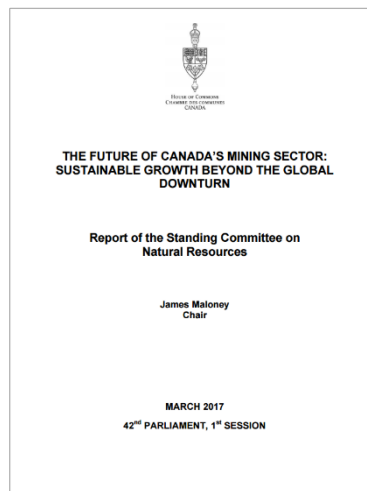 HOUSE OF COMMONS
CHAMBRE DES COMMUNES
CANADA
THE FUTURE OF CANADA'S MINING SECTOR:
SUSTAINABLE GROWTH BEYOND THE GLOBAL
DOWNTURN
Report of the Standing Committee on
Natural Resources
James Maloney
Chair
MARCH 2017
42nd PARLIAMENT, 1st SESSION